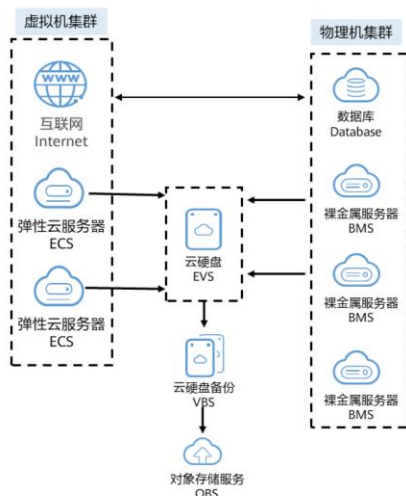 虚拟机集群
物理机集群
WWW
互联网
Internet
数据库
Database
弹性云服务器
ECS
裸金属服务器
BMS
云硬盘
EVS
裸金属服务器
BMS
弹性云服务器
ECS
云硬盘备份
VBS
裸金属服务器
BMS
对象存储服务
OBS